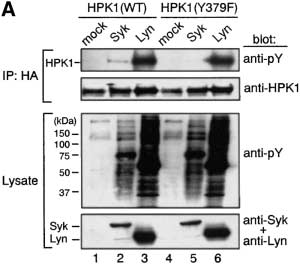 A
HPK1(WT) HPK1(Y379F)
mock Syk Lyn mock Syk Lyn blot:
IP: HA
HPK1 anti-pY
anti-HPK1
Lysate
(kDa)
150
100
75 anti-pY
50
37
Syk anti-Syk
+
Lyn anti-Lyn
1 2 3 4 5 6